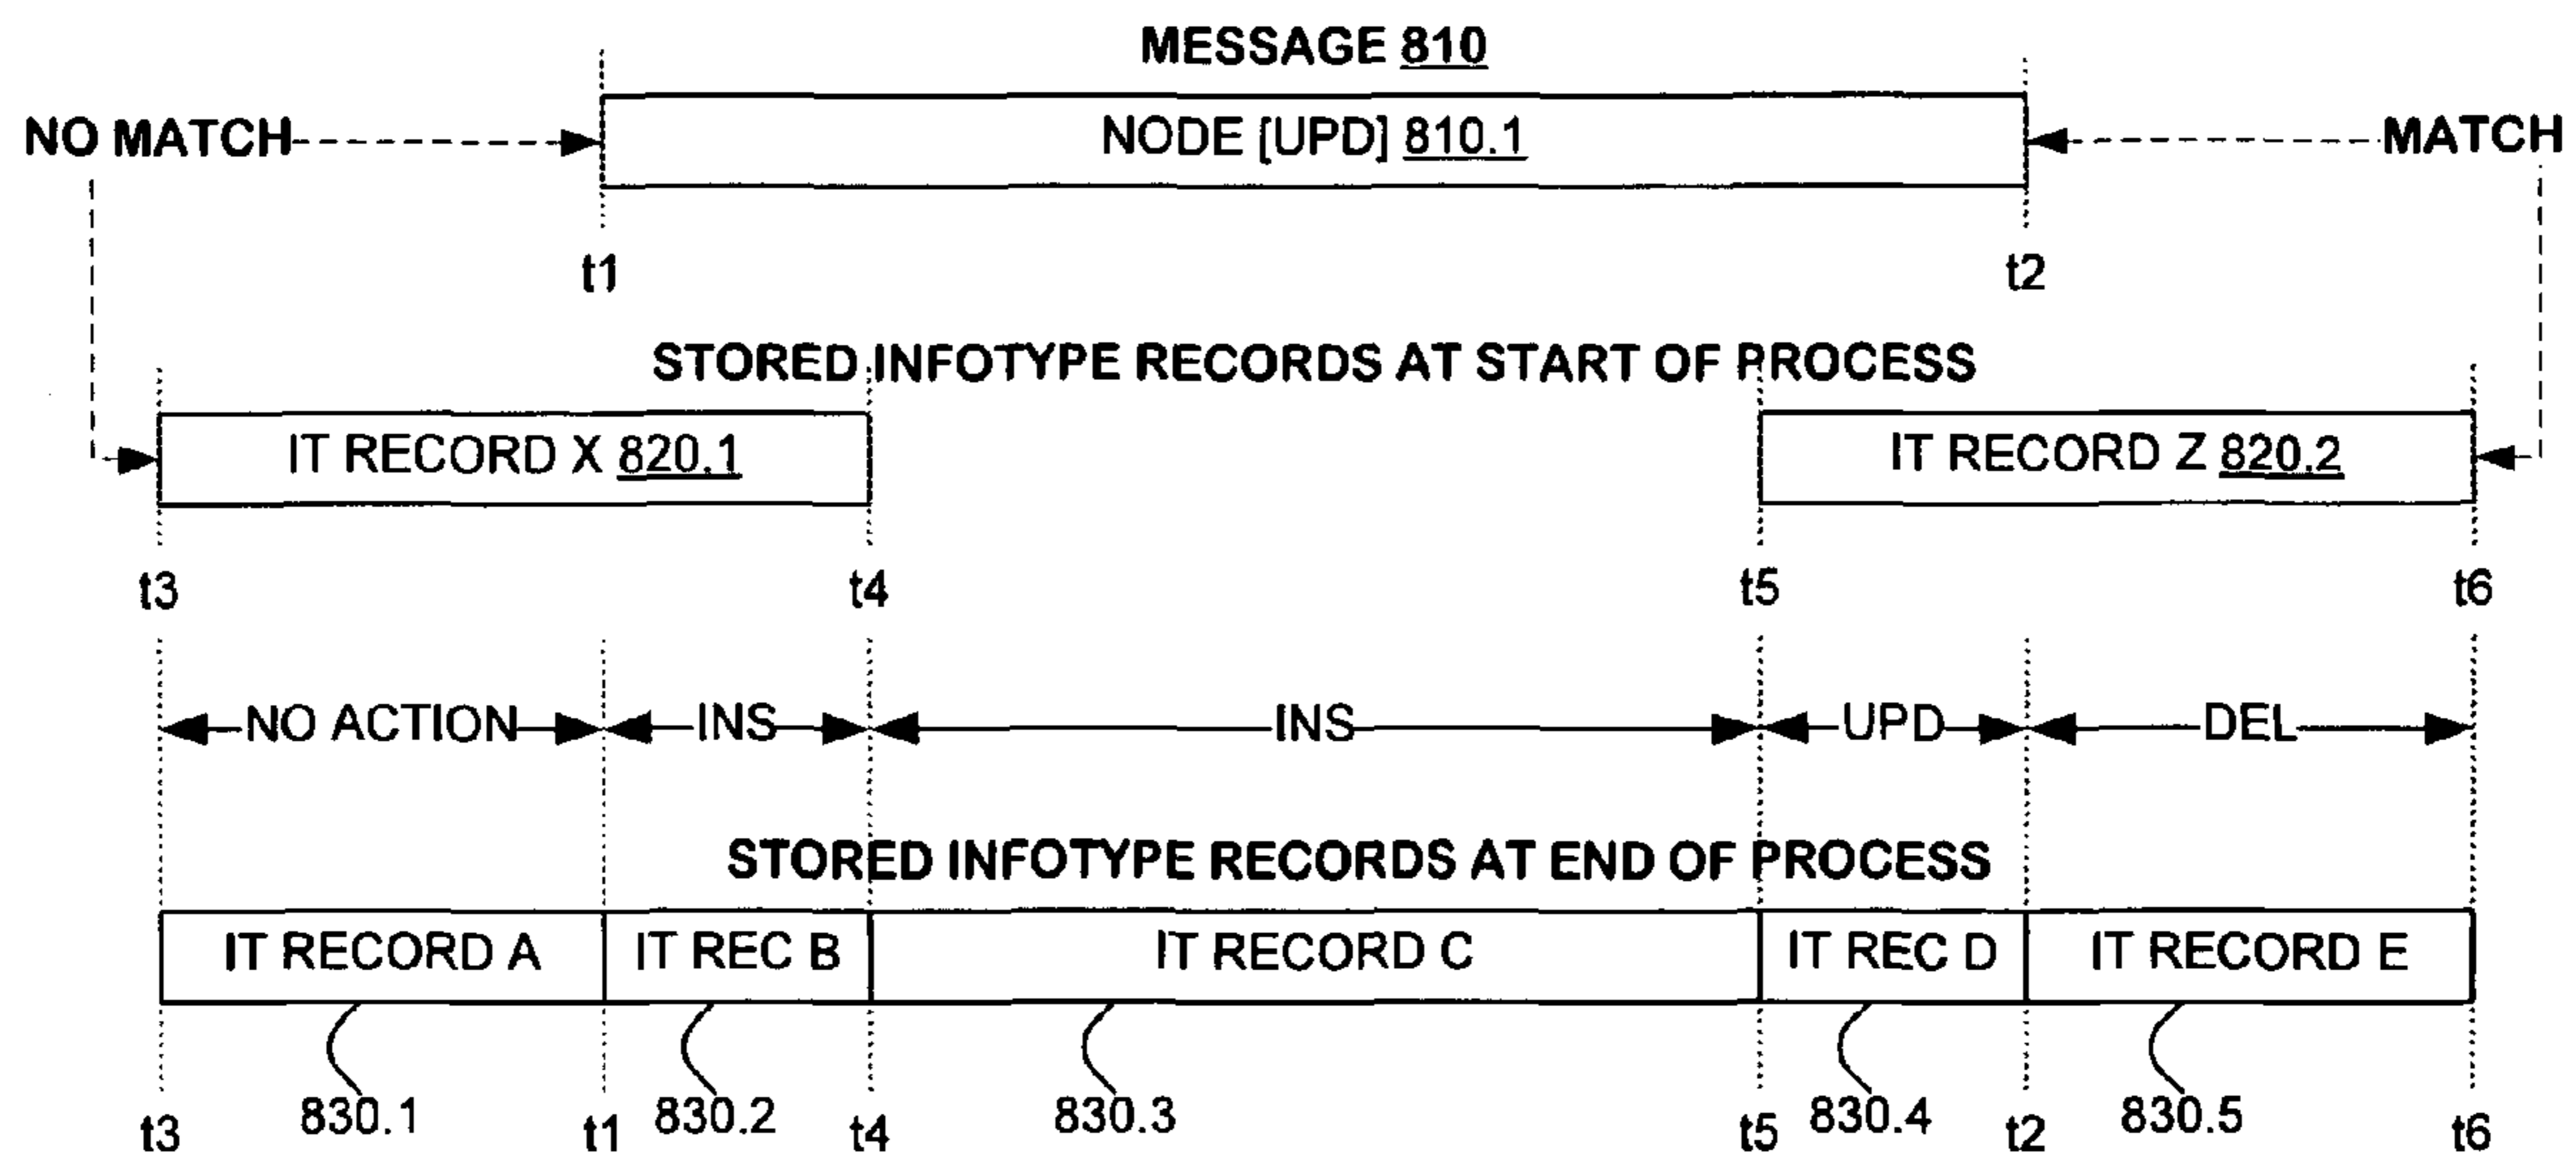 MESSAGE 810
NO MATCH NODE [UPD] 810.1 MATCH
t1 t2
STORED INFOTYPE RECORDS AT START OF PROCESS
IT RECORD X 820.1 IT RECORD Z 820.2
t3 t4 t5 t6
NO ACTION INS INS UPD DEL
STORED INFOTYPE RECORDS AT END OF PROCESS
IT RECORD A IT REC B IT RECORD C IT REC D IT RECORD E
t3 830.1 t1 830.2 t4 830.3 t5 830.4 t2 830.5 t6